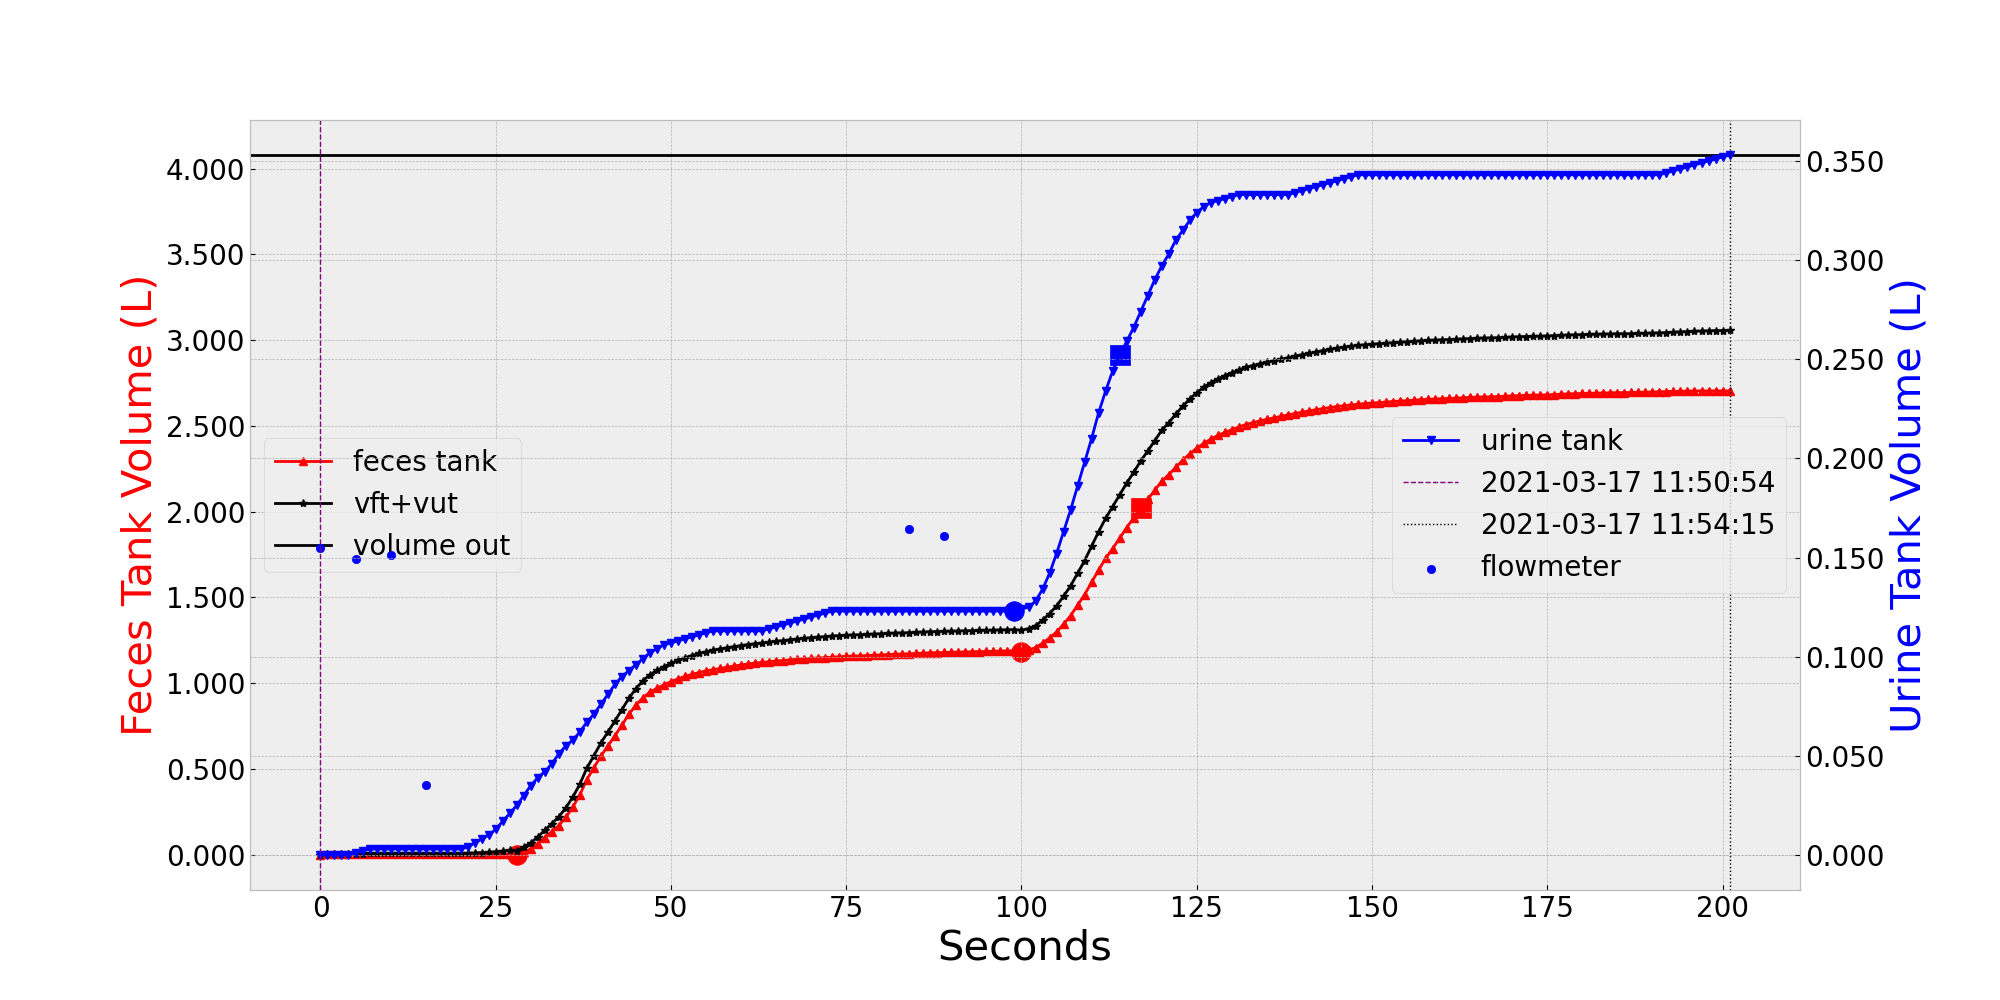 Feces Tank Volume (L)
4.000
3.500
3.000
2.500
2.000
1.500
1.000
0.500
0.000
feces tank
vft+vut
volume out
urine tank
2021-03-17 11:50:54
2021-03-17 11:54:15
flowmeter
0.350
0.300
0.250
0.200
0.150
0.100
0.050
0.000
Urine Tank Volume (L)
0 25 50 75 100 125 150 175 200
Seconds